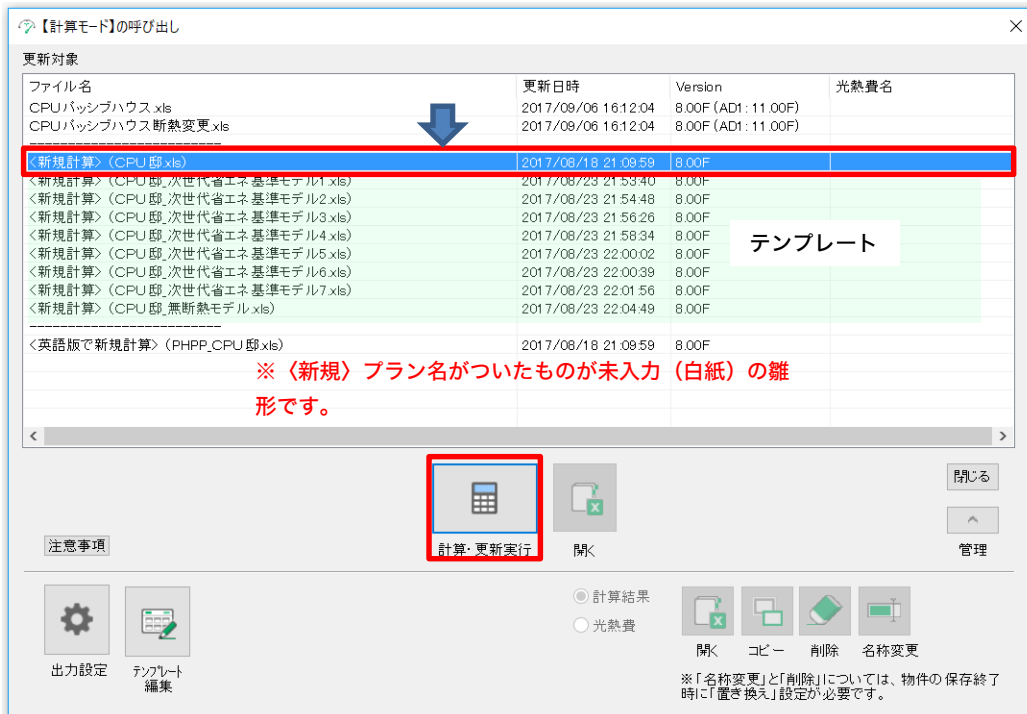 【計算モード】の呼び出し
更新対象
ファイル名 更新日時 Version 光熱費名
CPUパッシブハウス.xls 2017/09/06 16:12:04 8.00F (AD1 : 11.00F)
CPUパッシブハウス断熱変更.xls 2017/09/06 16:12:04 8.00F (AD1 : 11.00F)
-------------------------
<新規計算> (CPU邸.xls) 2017/08/18 21:09:59 8.00F
<新規計算> (CPU邸_次世代省エネ基準モデル1.xls) 2017/08/23 21:53:40 8.00F
<新規計算> (CPU邸_次世代省エネ基準モデル2.xls) 2017/08/23 21:54:48 8.00F
<新規計算> (CPU邸_次世代省エネ基準モデル3.xls) 2017/08/23 21:56:26 8.00F
<新規計算> (CPU邸_次世代省エネ基準モデル4.xls) 2017/08/23 21:58:34 8.00F
<新規計算> (CPU邸_次世代省エネ基準モデル5.xls) 2017/08/23 22:00:02 8.00F
<新規計算> (CPU邸_次世代省エネ基準モデル6.xls) 2017/08/23 22:00:39 8.00F
<新規計算> (CPU邸_次世代省エネ基準モデル7.xls) 2017/08/23 22:01:56 8.00F
<新規計算> (CPU邸_無断熱モデル.xls) 2017/08/23 22:04:49 8.00F
テンプレート
-------------------------
<英語版で新規計算> (PHPP_CPU邸.xls) 2017/08/18 21:09:59 8.00F
※〈新規〉プラン名がついたものが未入力（白紙）の雛
形です。
閉じる
注意事項 計算・更新実行 開く 管理
計算結果
光熱費
出力設定 テンプレート
編集
開く コピー 削除 名称変更
※「名称変更」と「削除」については、物件の保存終了
時に「置き換え」設定が必要です。